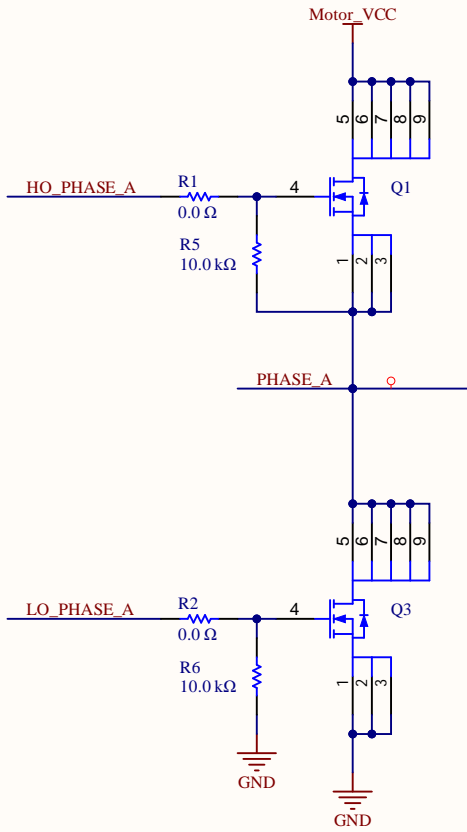 Motor_VCC
5 6 7 8 9
HO_PHASE_A
R1
0.0 Ω
4
Q1
R5
10.0 kΩ
1 2 3
PHASE_A
5 6 7 8 9
LO_PHASE_A
R2
0.0 Ω
4
Q3
R6
10.0 kΩ
1 2 3
GND
GND